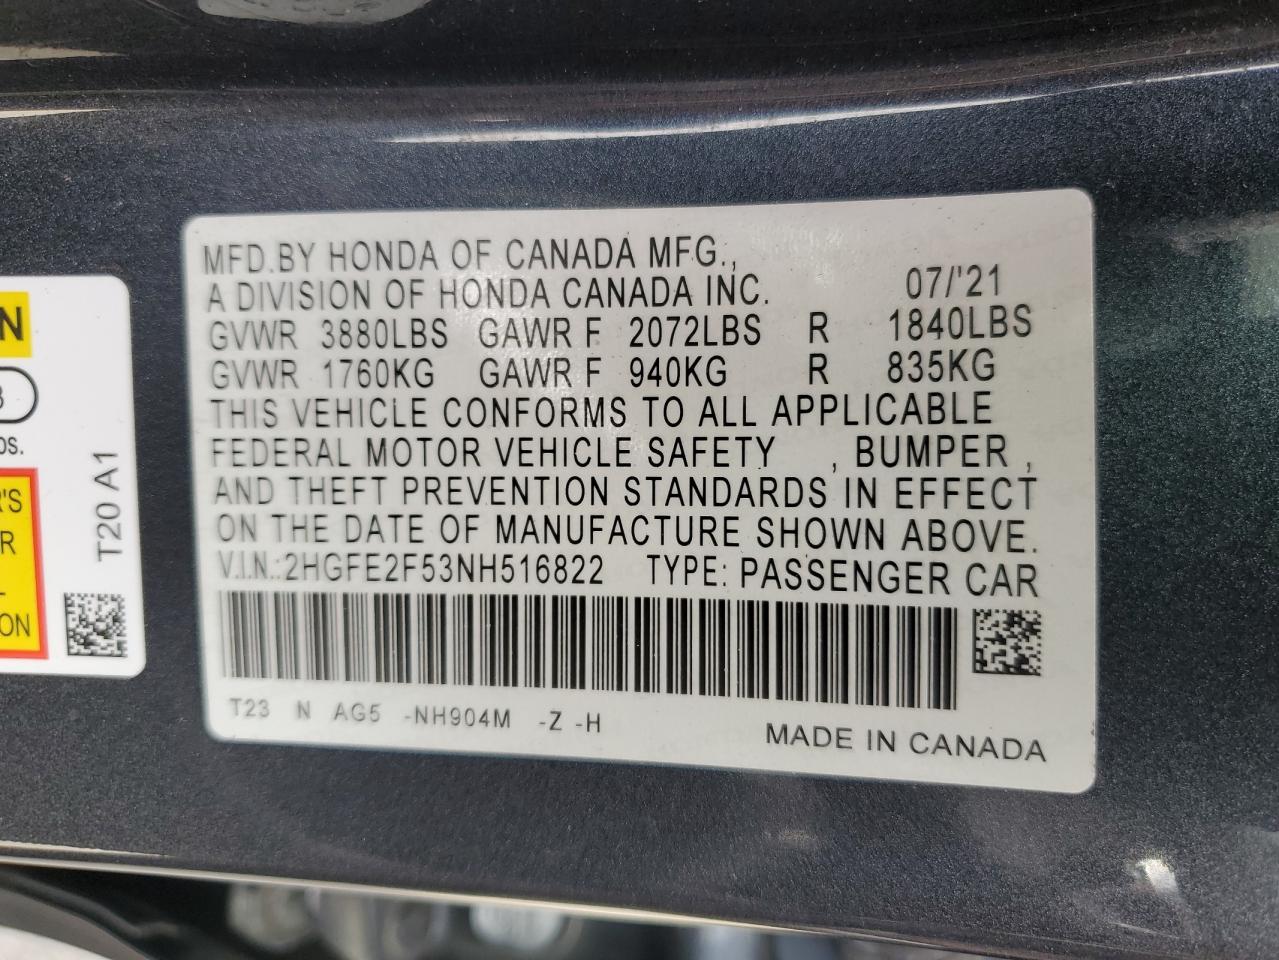 MFD.BY HONDA OF CANADA MFG.,
A DIVISION OF HONDA CANADA INC. 07/'21
GVWR 3880LBS GAWR F 2072LBS R 1840LBS
GVWR 1760KG GAWR F 940KG R 835KG
THIS VEHICLE CONFORMS TO ALL APPLICABLE
FEDERAL MOTOR VEHICLE SAFETY , BUMPER ,
AND THEFT PREVENTION STANDARDS IN EFFECT
ON THE DATE OF MANUFACTURE SHOWN ABOVE.
V.I.N.:2HGFE2F53NH516822 TYPE: PASSENGER CAR
T23 N AG5 -NH904M -Z -H
MADE IN CANADA
T20 A1